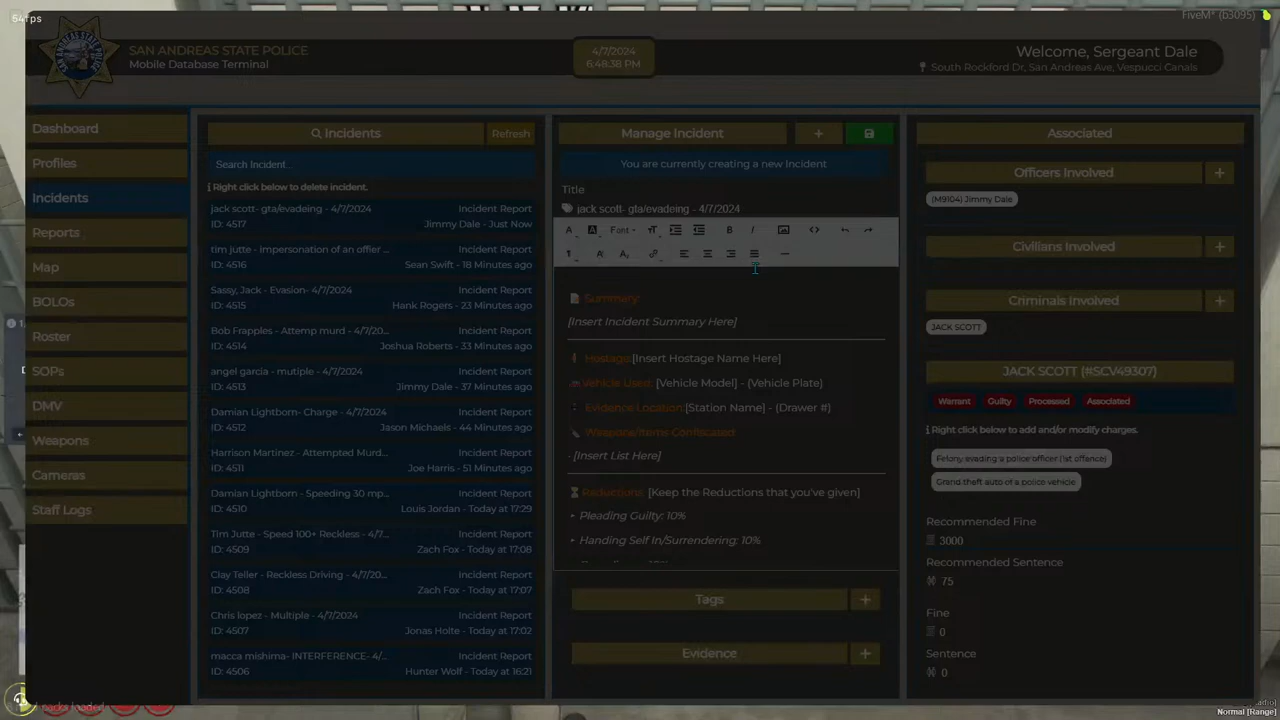 54fps
FiveM* (b3095)
SAN ANDREAS STATE POLICE
Mobile Database Terminal
4/7/2024
6:48:38 PM
Welcome, Sergeant Dale
South Rockford Dr, San Andreas Ave, Vespucci Canals
Dashboard
Profiles
Incidents
Reports
Map
BOLOs
Roster
SOPs
DMV
Weapons
Cameras
Staff Logs
Incidents
Refresh
Search Incident...
Right click below to delete incident.
jack scott- gta/evadeing - 4/7/2024 Incident Report
ID: 4517 Jimmy Dale - Just Now
tim jutte - impersonation of an offier ... Incident Report
ID: 4516 Sean Swift - 18 Minutes ago
Sassy, Jack - Evasion- 4/7/2024 Incident Report
ID: 4515 Hank Rogers - 23 Minutes ago
Bob Frapples - Attemp murd - 4/7/20... Incident Report
ID: 4514 Joshua Roberts - 33 Minutes ago
angel garcia - mutiple - 4/7/2024 Incident Report
ID: 4513 Jimmy Dale - 37 Minutes ago
Damian Lightborn- Charge - 4/7/2024 Incident Report
ID: 4512 Jason Michaels - 44 Minutes ago
Harrison Martinez - Attempted Murd... Incident Report
ID: 4511 Joe Harris - 51 Minutes ago
Damian Lightborn - Speeding 30 mp... Incident Report
ID: 4510 Louis Jordan - Today at 17:29
Tim Jutte - Speed 100+ Reckless - 4/7... Incident Report
ID: 4509 Zach Fox - Today at 17:08
Clay Teller - Reckless Driving - 4/7/20... Incident Report
ID: 4508 Zach Fox - Today at 17:07
Chris lopez - Multiple - 4/7/2024 Incident Report
ID: 4507 Jonas Holte - Today at 17:02
macca mishima- INTERFERENCE- 4/... Incident Report
ID: 4506 Hunter Wolf - Today at 16:21
Manage Incident
You are currently creating a new Incident
Title
jack scott- gta/evadeing - 4/7/2024
Font
Summary:
[Insert Incident Summary Here]
Hostage: [Insert Hostage Name Here]
Vehicle Used: [Vehicle Model] - (Vehicle Plate)
Evidence Location: [Station Name] - (Drawer #)
Weapons/Items Confiscated:
· [Insert List Here]
Reductions: [Keep the Reductions that you've given]
‣ Pleading Guilty: 10%
‣ Handing Self In/Surrendering: 10%
Tags
Evidence
Associated
Officers Involved
(M9104) Jimmy Dale
Civilians Involved
Criminals Involved
JACK SCOTT
JACK SCOTT (#SCV49307)
Warrant Guilty Processed Associated
Right click below to add and/or modify charges.
Felony evading a police officer (1st offence)
Grand theft auto of a police vehicle
Recommended Fine
3000
Recommended Sentence
75
Fine
0
Sentence
0
Normal [Range]